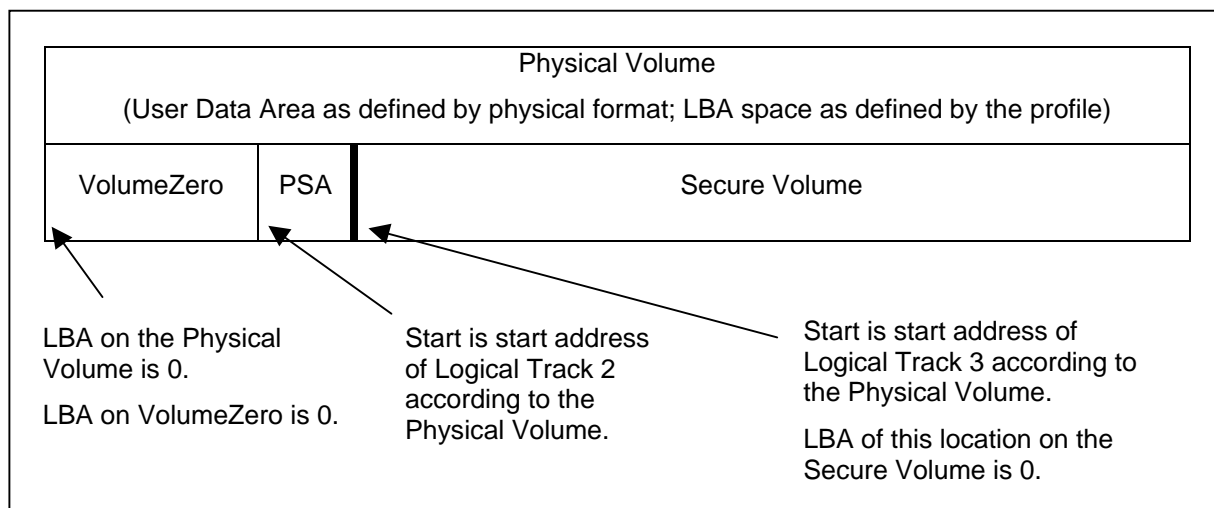 Physical Volume
(User Data Area as defined by physical format; LBA space as defined by the profile)
VolumeZero
PSA
Secure Volume
LBA on the Physical
Volume is 0.
LBA on VolumeZero is 0.
Start is start address
of Logical Track 2
according to the
Physical Volume.
Start is start address of
Logical Track 3 according to
the Physical Volume.
LBA of this location on the
Secure Volume is 0.